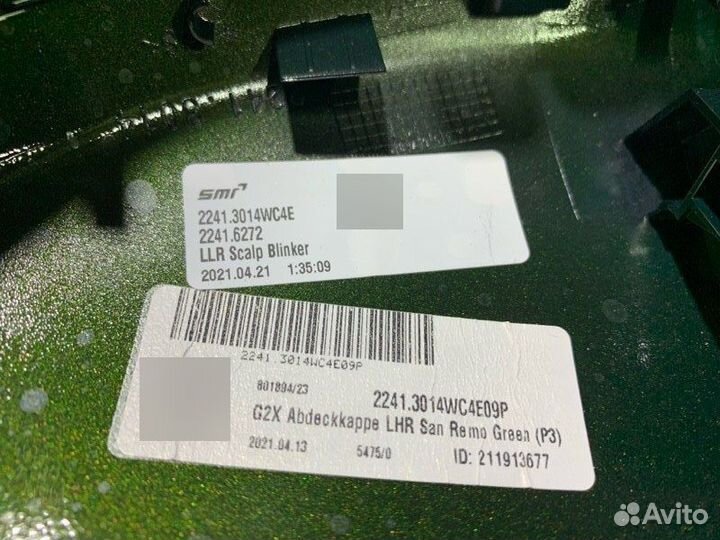 smr
2241.3014WC4E
2241.6272
LLR Scalp Blinker
2021.04.21 1:35:09
2241.3014WC4E09P
801894/23
2241.3014WC4E09P
G2X Abdeckkappe LHR San Remo Green (P3)
2021.04.13 5475/0 ID: 211913677
Avito